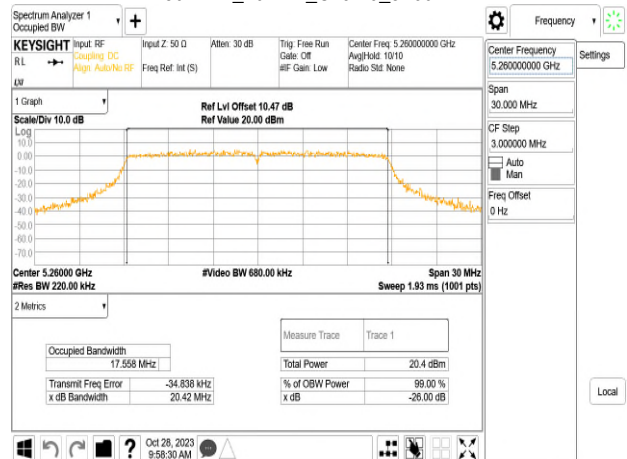 Spectrum Analyzer 1
Occupied BW
Frequency
KEYSIGHT
RL
Input: RF
Coupling: DC
Align: Auto/No RF
Input Z: 50 Ω
Freq Ref: Int (S)
Atten: 30 dB
Trig: Free Run
Gate: Off
#IF Gain: Low
Center Freq: 5.260000000 GHz
Avg|Hold: 10/10
Radio Std: None
1 Graph
Scale/Div 10.0 dB
Ref Lvl Offset 10.47 dB
Ref Value 20.00 dBm
Log
10.0
0.00
-10.0
-20.0
-30.0
-40.0
-50.0
-60.0
-70.0
Center 5.26000 GHz
#Res BW 220.00 kHz
#Video BW 680.00 kHz
Span 30 MHz
Sweep 1.93 ms (1001 pts)
2 Metrics
Measure Trace Trace 1
Occupied Bandwidth
17.558 MHz
Total Power 20.4 dBm
Transmit Freq Error -34.838 kHz
% of OBW Power 99.00 %
x dB Bandwidth 20.42 MHz
x dB -26.00 dB
Center Frequency
5.260000000 GHz
Span
30.000 MHz
CF Step
3.000000 MHz
Auto
Man
Freq Offset
0 Hz
Settings
Local
?
Oct 28, 2023
9:58:30 AM